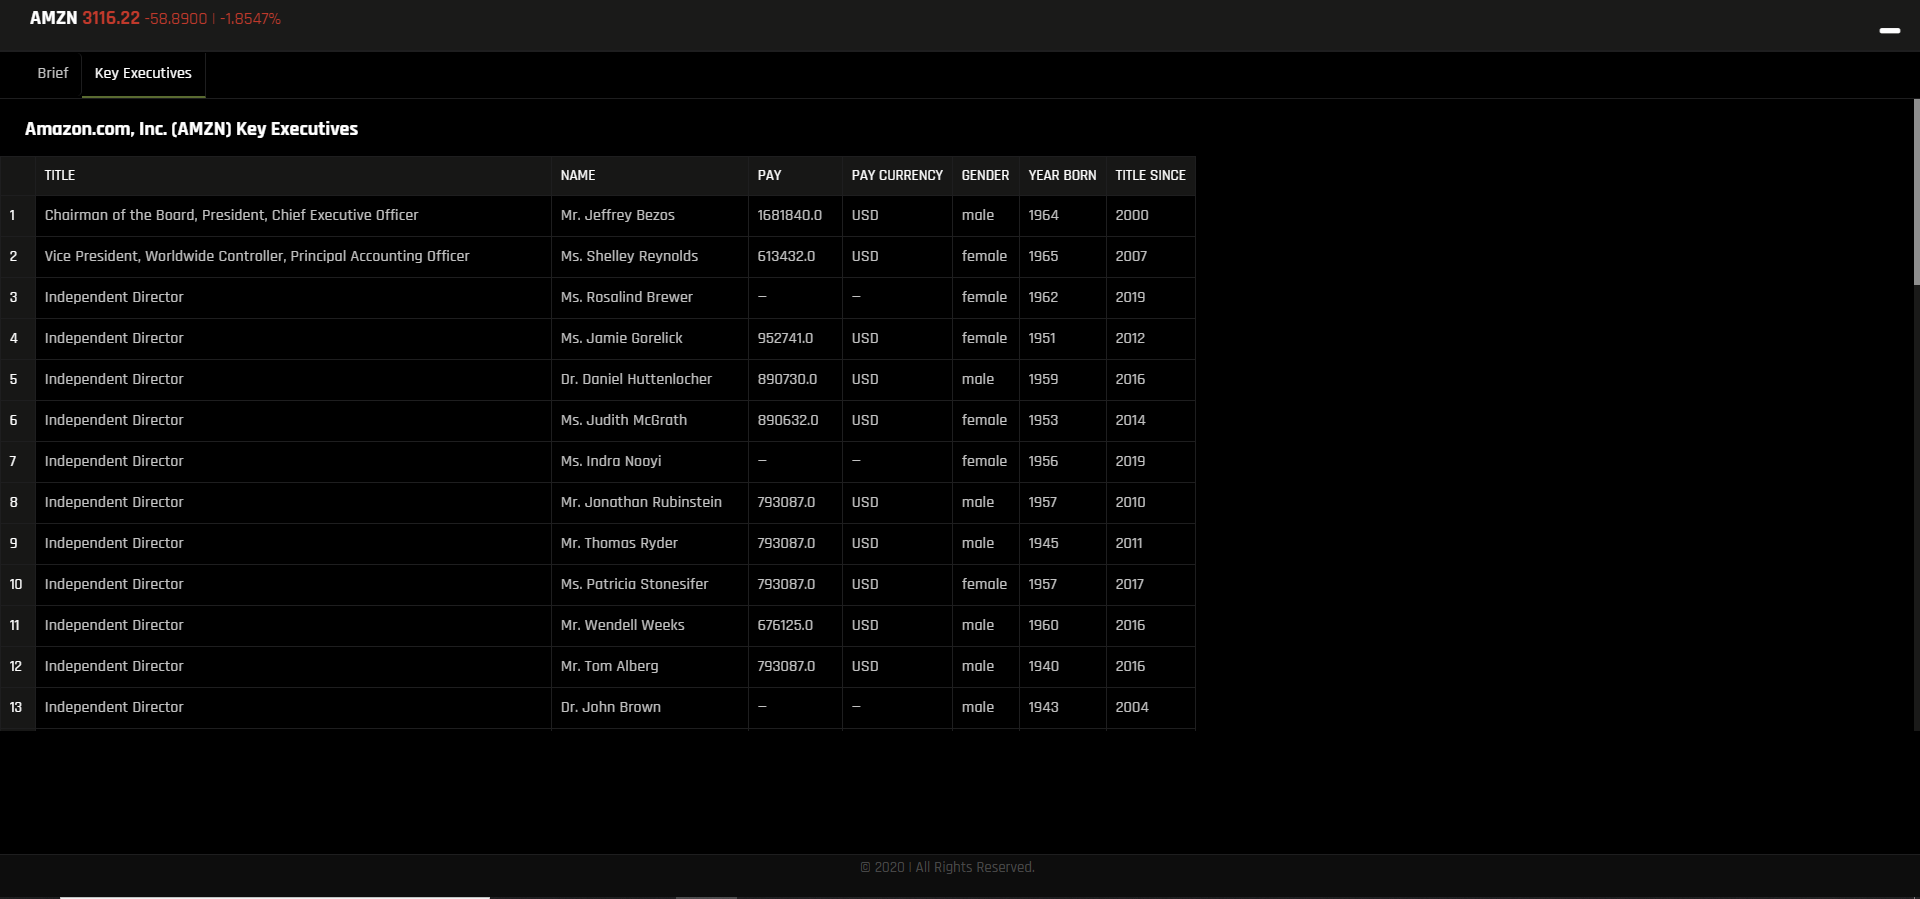 AMZN 3116.22 -58.8900 | -1.8547%
Brief Key Executives
Amazon.com, Inc. (AMZN) Key Executives
TITLE NAME PAY PAY CURRENCY GENDER YEAR BORN TITLE SINCE
1 Chairman of the Board, President, Chief Executive Officer Mr. Jeffrey Bezos 1681840.0 USD male 1964 2000
2 Vice President, Worldwide Controller, Principal Accounting Officer Ms. Shelley Reynolds 613432.0 USD female 1965 2007
3 Independent Director Ms. Rosalind Brewer — — female 1962 2019
4 Independent Director Ms. Jamie Gorelick 952741.0 USD female 1951 2012
5 Independent Director Dr. Daniel Huttenlocher 890730.0 USD male 1959 2016
6 Independent Director Ms. Judith McGrath 890632.0 USD female 1953 2014
7 Independent Director Ms. Indra Nooyi — — female 1956 2019
8 Independent Director Mr. Jonathan Rubinstein 793087.0 USD male 1957 2010
9 Independent Director Mr. Thomas Ryder 793087.0 USD male 1945 2011
10 Independent Director Ms. Patricia Stonesifer 793087.0 USD female 1957 2017
11 Independent Director Mr. Wendell Weeks 676125.0 USD male 1960 2016
12 Independent Director Mr. Tom Alberg 793087.0 USD male 1940 2016
13 Independent Director Dr. John Brown — — male 1943 2004
© 2020 | All Rights Reserved.